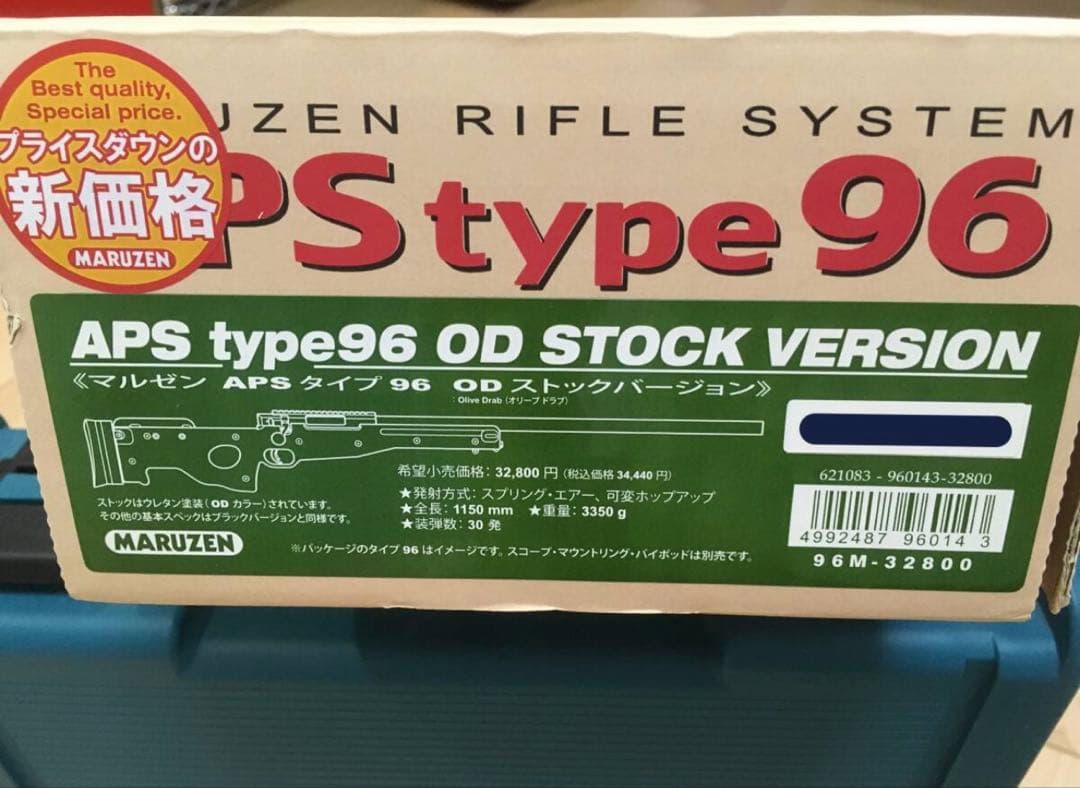 The
Best quality,
Special price.
プライスダウンの
新価格
MARUZEN
UZEN RIFLE SYSTEM
PS type 96
APS type96 OD STOCK VERSION
《マルゼン APS タイプ 96 OD ストックバージョン》
: Olive Drab (オリーブドラブ)
希望小売価格: 32,800 円 (税込価格 34,440 円)
★発射方式: スプリング・エアー、可変ホップアップ
★全長: 1150 mm ★重量: 3350 g
★装弾数: 30 発
ストックはウレタン塗装(OD カラー)されています。
その他の基本スペックはブラックバージョンと同様です。
MARUZEN
※パッケージのタイプ 96 はイメージです。スコープ・マウントリング・バイポッドは別売です。
621083 - 960143-32800
4992487 96014 3
96M-32800